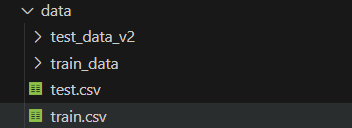 data
test_data_v2
train_data
test.csv
train.csv